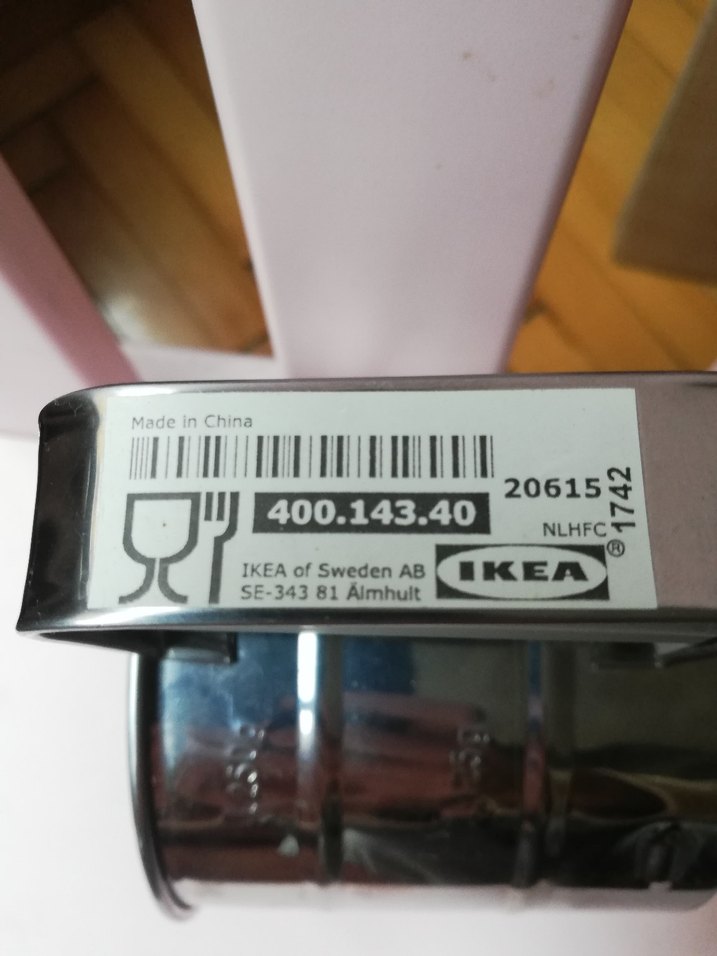 Made in China
400.143.40
20615
1742
NLHFC
IKEA of Sweden AB
SE-343 81 Älmhult
IKEA®